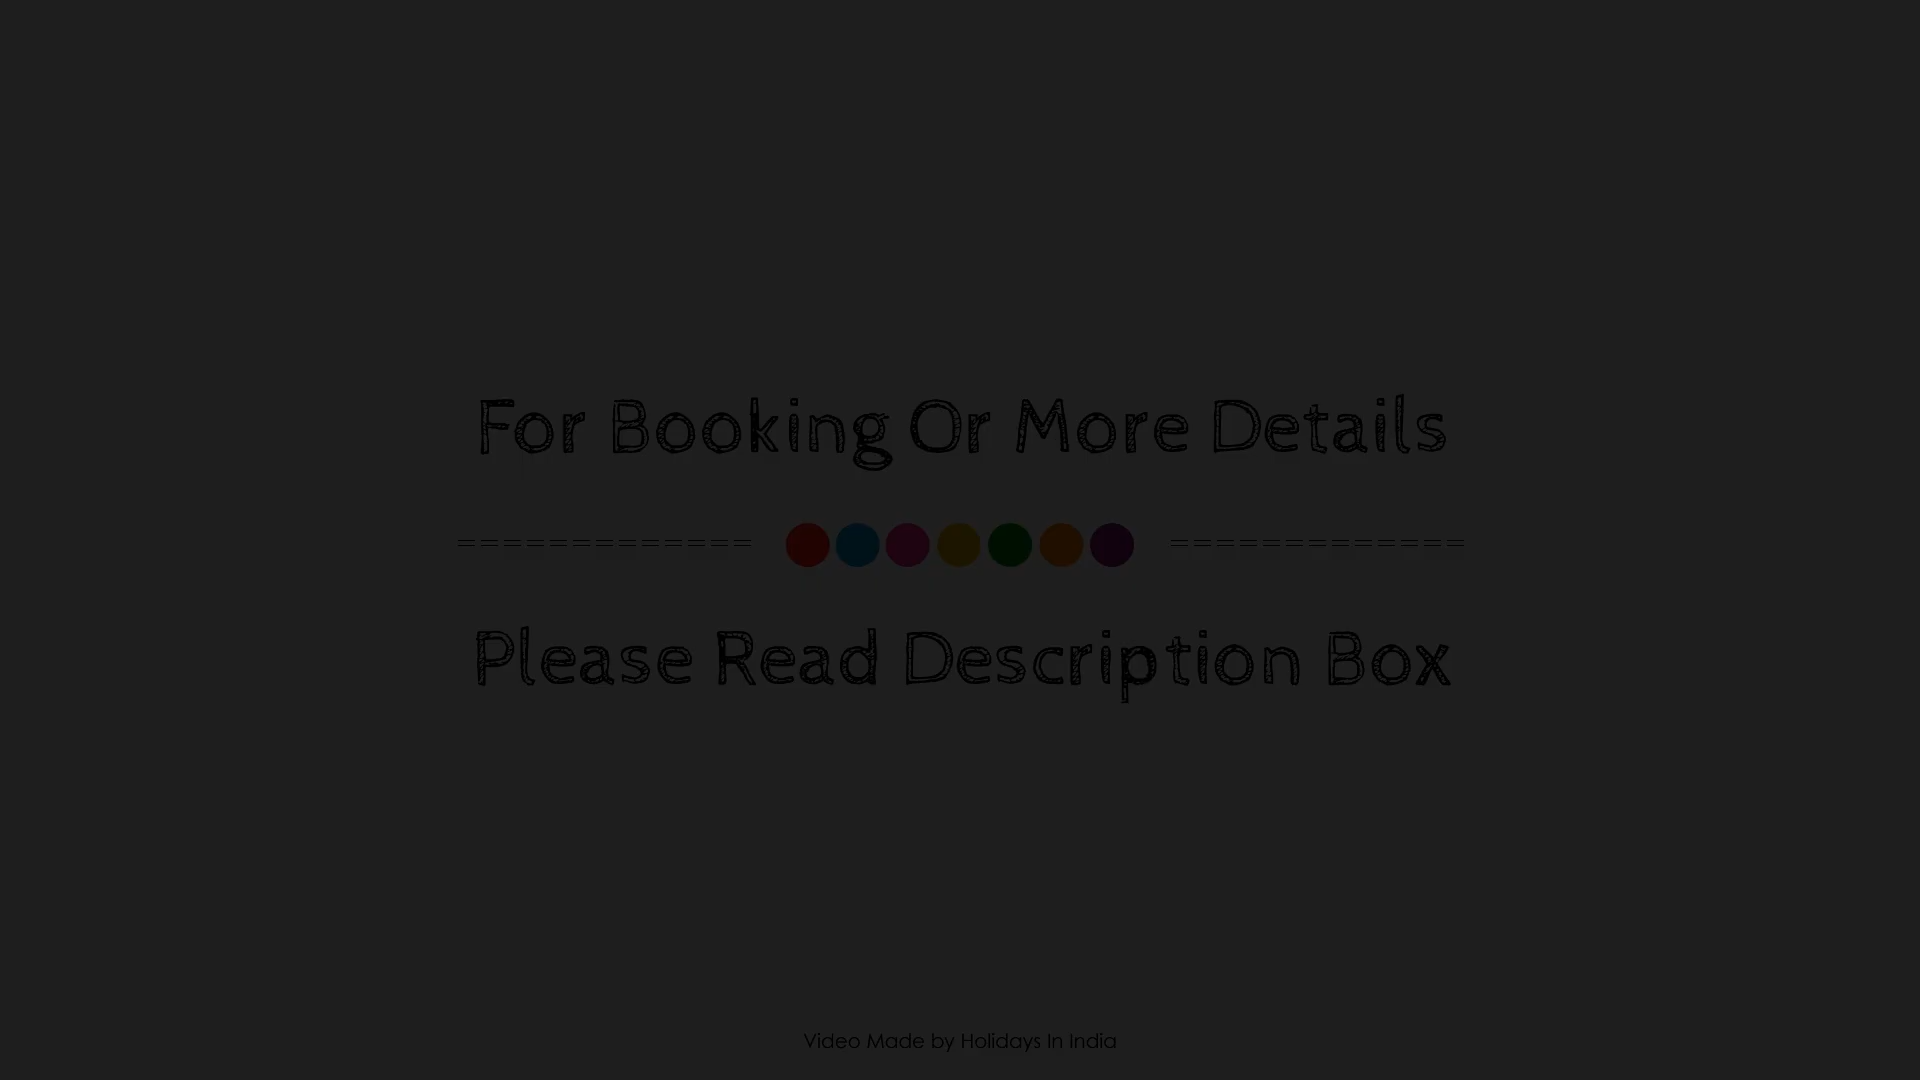 For Booking Or More Details
============= =============
Please Read Description Box
Video Made by Holidays In India